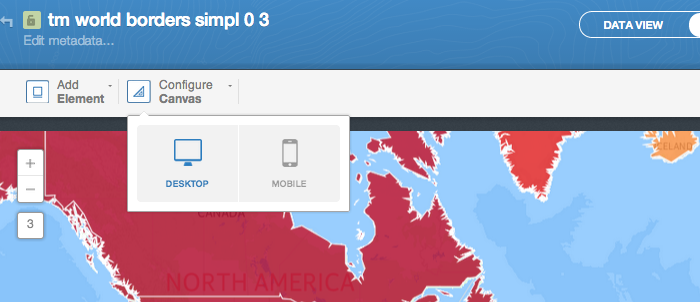 tm world borders simpl 0 3
Edit metadata...
DATA VIEW
Add
Element
Configure
Canvas
DESKTOP
MOBILE
+
−
3
ICELAND
CANADA
NORTH AMERICA